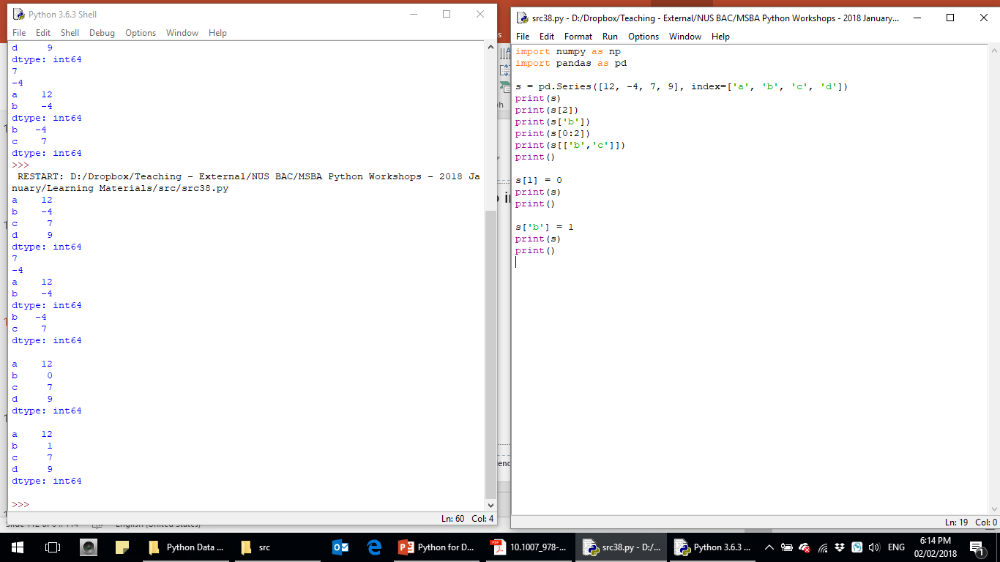 Python 3.6.3 Shell
File Edit Shell Debug Options Window Help
d     9
dtype: int64
7
-4
a    12
b    -4
dtype: int64
b   -4
c    7
dtype: int64
>>>
 RESTART: D:/Dropbox/Teaching - External/NUS BAC/MSBA Python Workshops - 2018 Ja
nuary/Learning Materials/src/src38.py
a    12
b    -4
c     7
d     9
dtype: int64
7
-4
a    12
b    -4
dtype: int64
b   -4
c    7
dtype: int64
a    12
b     0
c     7
d     9
dtype: int64
a    12
b     1
c     7
d     9
dtype: int64
>>>
Ln: 60 Col: 4
src38.py - D:/Dropbox/Teaching - External/NUS BAC/MSBA Python Workshops - 2018 January...
File Edit Format Run Options Window Help
import numpy as np
import pandas as pd
s = pd.Series([12, -4, 7, 9], index=['a', 'b', 'c', 'd'])
print(s)
print(s[2])
print(s['b'])
print(s[0:2])
print(s[['b','c']])
print()
s[1] = 0
print(s)
print()
s['b'] = 1
print(s)
print()
Ln: 19 Col: 0
English (United States)
Python Data ...
src
Python for D...
10.1007_978-...
src38.py - D:/...
Python 3.6.3 ...
ENG
6:14 PM
02/02/2018